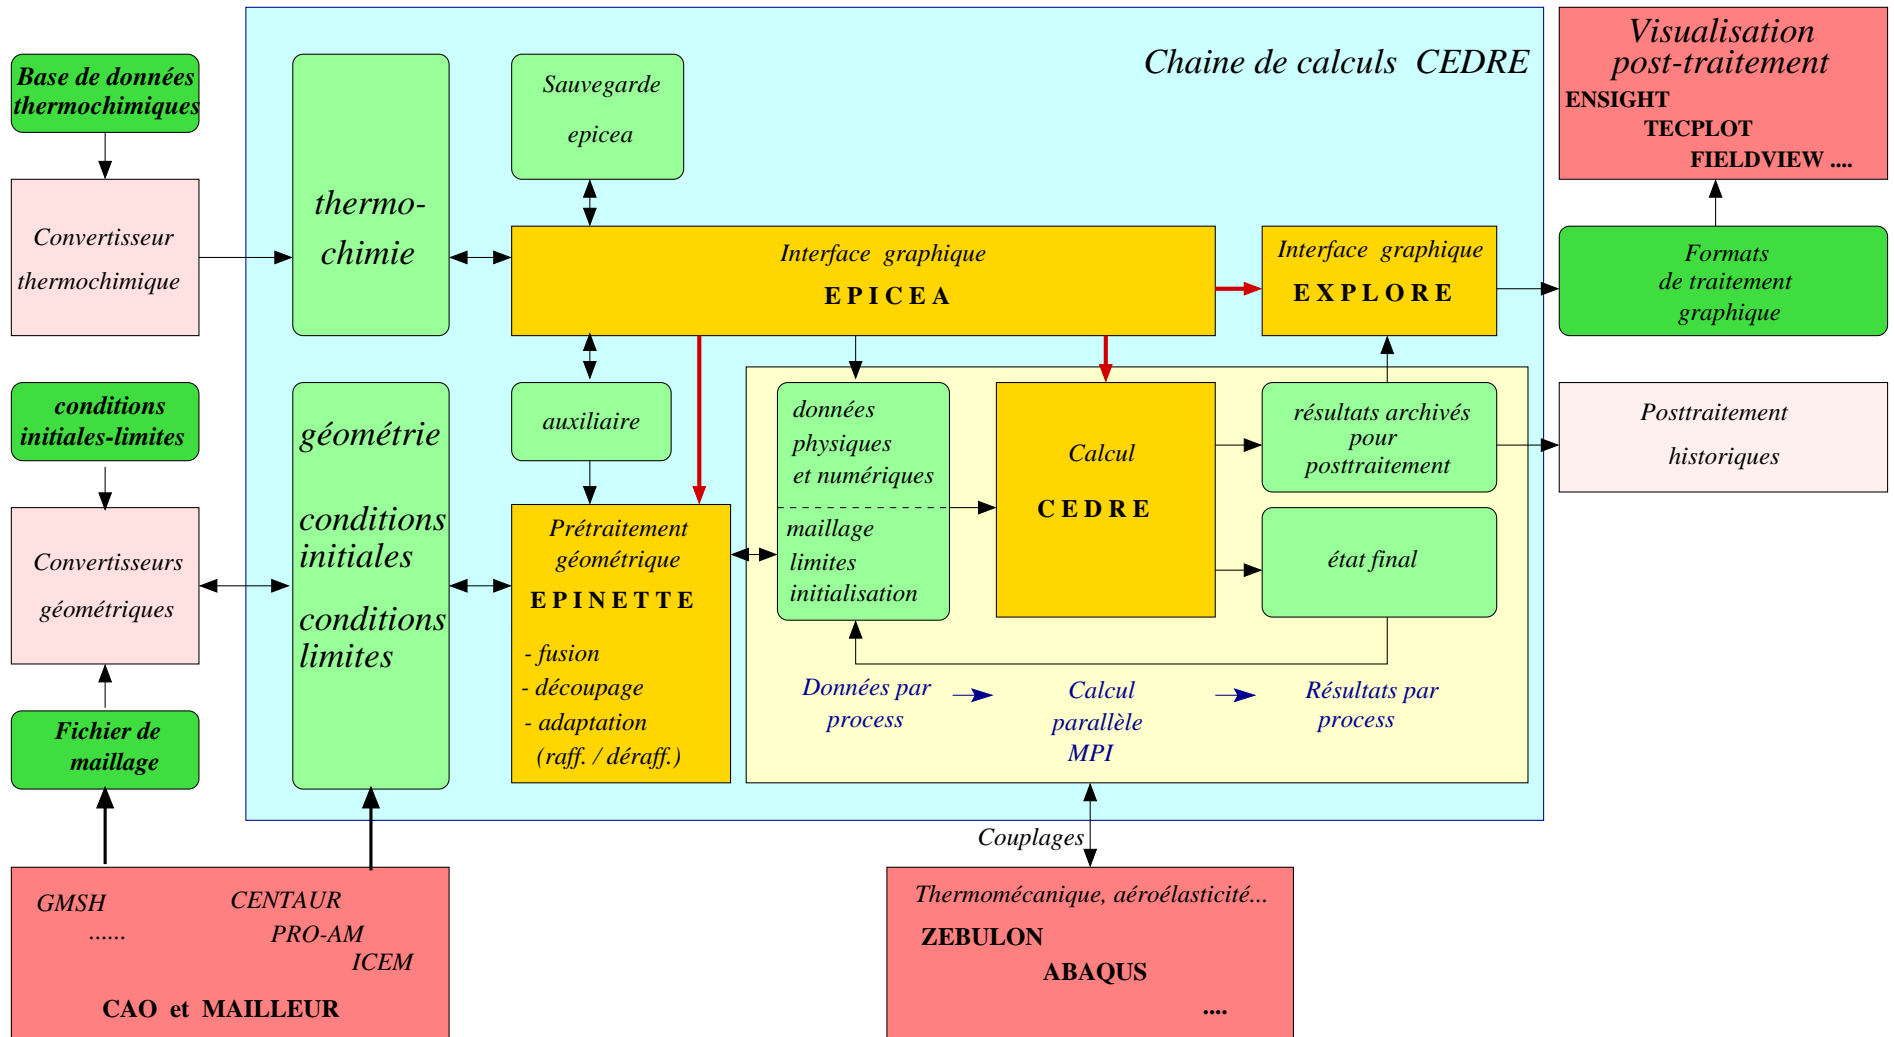 Chaine de calculs CEDRE
Base de données
thermochimiques
Convertisseur
thermochimique
thermo-
chimie
Sauvegarde
epicea
Interface graphique
E P I C E A
Interface graphique
E X P L O R E
Visualisation
post-traitement
ENSIGHT
TECPLOT
FIELDVIEW ....
Formats
de traitement
graphique
conditions
initiales-limites
Convertisseurs
géométriques
Fichier de
maillage
géométrie
conditions
initiales
conditions
limites
auxiliaire
Prétraitement
géométrique
E P I N E T T E
- fusion
- découpage
- adaptation
(raff. / déraff.)
données
physiques
et numériques
maillage
limites
initialisation
Calcul
C E D R E
résultats archivés
pour
posttraitement
état final
Posttraitement
historiques
Données par
process
Calcul
parallèle
MPI
Résultats par
process
Couplages
GMSH
......
CENTAUR
PRO-AM
ICEM
CAO et MAILLEUR
Thermomécanique, aéroélasticité...
ZEBULON
ABAQUS
....